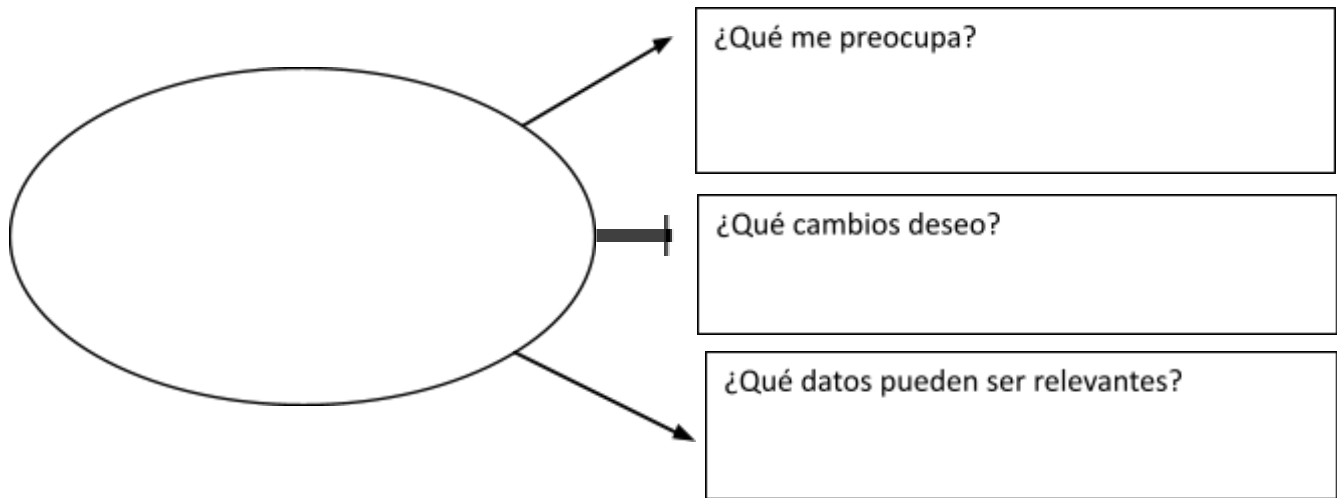 ¿Qué me preocupa?
¿Qué cambios deseo?
¿Qué datos pueden ser relevantes?